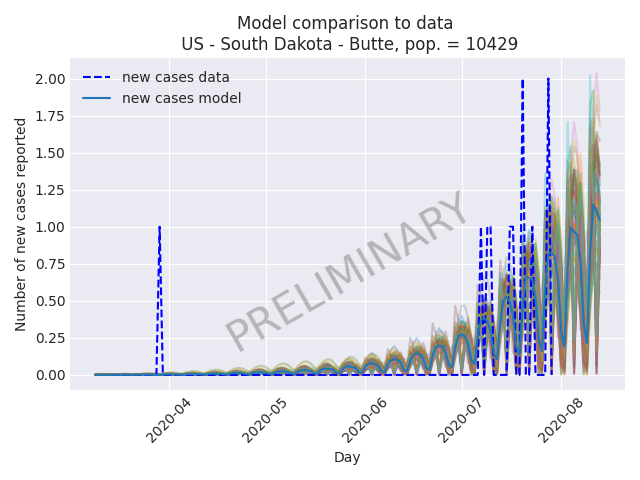 Model comparison to data
US - South Dakota - Butte, pop. = 10429
new cases data
new cases model
2.00
1.75
1.50
1.25
1.00
0.75
0.50
0.25
0.00
Number of new cases reported
PRELIMINARY
2020-04
2020-05
2020-06
2020-07
2020-08
Day